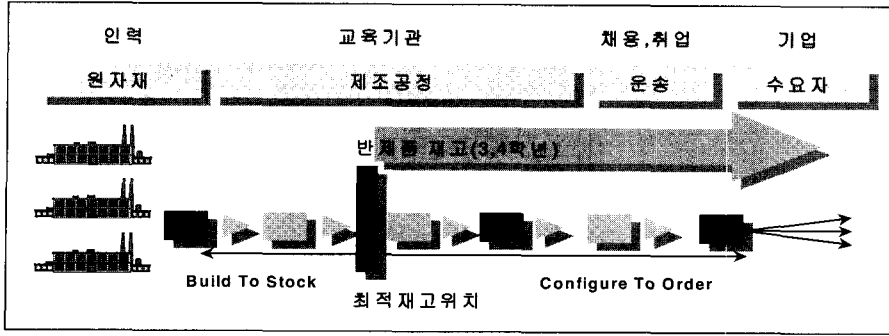 인력 교육기관 채용,취업 기업
원자재 제조공정 운송 수요자
반제품 재고(3,4학년)
Build To Stock Configure To Order
최적재고위치